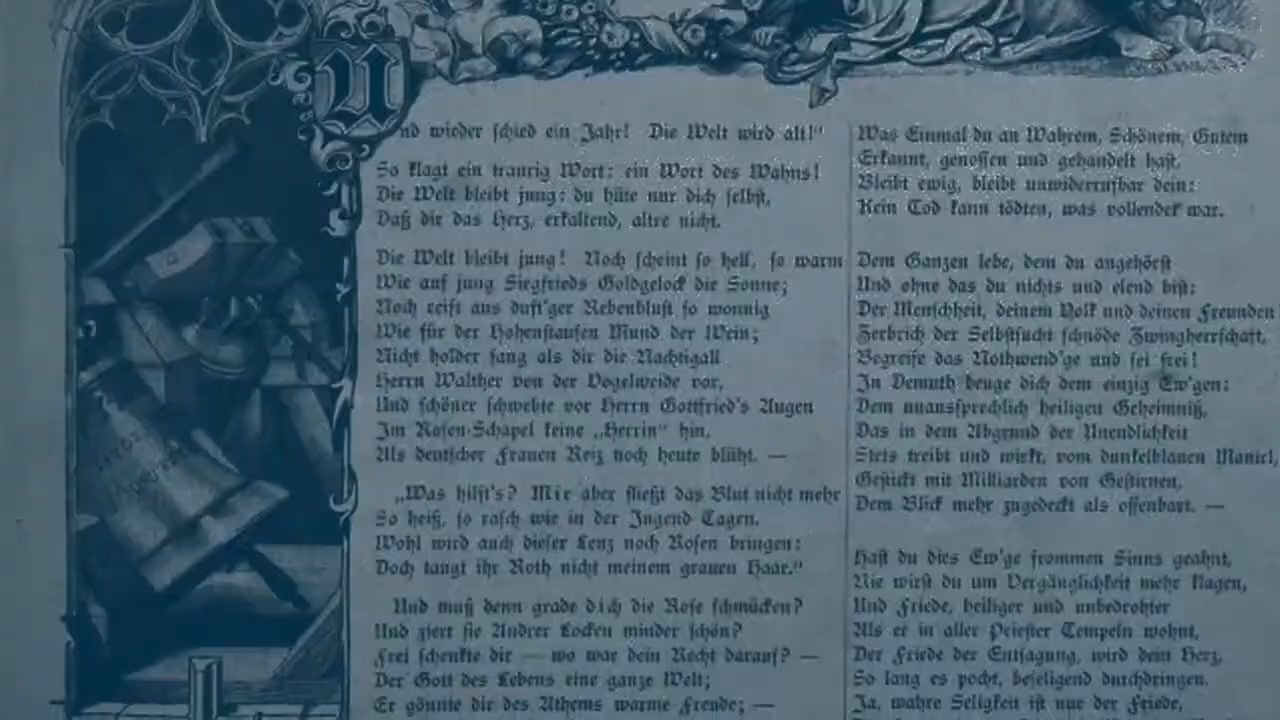 Und wieder schied ein Jahr! Die Welt wird alt!“
So klagt ein traurig Wort: ein Wort des Wahns!
Die Welt bleibt jung: du hüte nur dich selbst,
Daß dir das Herz, erkaltend, altre nicht.
Die Welt bleibt jung! Noch scheint so hell, so warm
Wie auf jung Siegfrieds Goldgelock die Sonne;
Noch reift aus duft'ger Rebenblust so wonnig
Wie für der Hohenstaufen Mund der Wein;
Nicht holder sang als dir die Nachtigall
Herrn Walther von der Vogelweide vor,
Und schöner schwebte vor Herrn Gottfried's Augen
Im Rosen-Schapel keine „Herrin“ hin,
Als deutscher Frauen Reiz noch heute blüht. —
„Was hilft's? Mir aber fließt das Blut nicht mehr
So heiß, so rasch wie in der Jugend Tagen.
Wohl wird auch dieser Lenz noch Rosen bringen:
Doch taugt ihr Roth nicht meinem grauen Haar.“
Und muß denn grade dich die Rose schmücken?
Und ziert sie Andrer Locken minder schön?
Frei schenkte dir — wo war dein Recht darauf? —
Der Gott des Lebens eine ganze Welt;
Er gönnte dir des Athems warme Freude; —
Was Einmal du an Wahrem, Schönem, Gutem
Erkannt, genossen und gehandelt hast,
Bleibt ewig, bleibt unwiderrufbar dein:
Kein Tod kann tödten, was vollendet war.
Dem Ganzen lebe, dem du angehörst
Und ohne das du nichts und elend bist:
Der Menschheit, deinem Volk und deinen Freunden
Zerbrich der Selbstsucht schnöde Zwingherrschaft,
Begreife das Nothwend'ge und sei frei!
In Demuth beuge dich dem einzig Ew'gen:
Dem unaussprechlich heiligen Geheimniß,
Das in dem Abgrund der Unendlichkeit
Stets treibt und wirkt, vom dunkelblauen Mantel,
Gestickt mit Milliarden von Gestirnen,
Dem Blick mehr zugedeckt als offenbart. —
Hast du dies Ew'ge frommen Sinns geahnt,
Nie wirst du um Vergänglichkeit mehr klagen,
Und Friede, heiliger und unbedrohter
Als er in aller Priester Tempeln wohnt,
Der Friede der Entsagung, wird dem Herz,
So lang es pocht, beseligend durchdringen.
Ja, wahre Seligkeit ist nur der Friede,